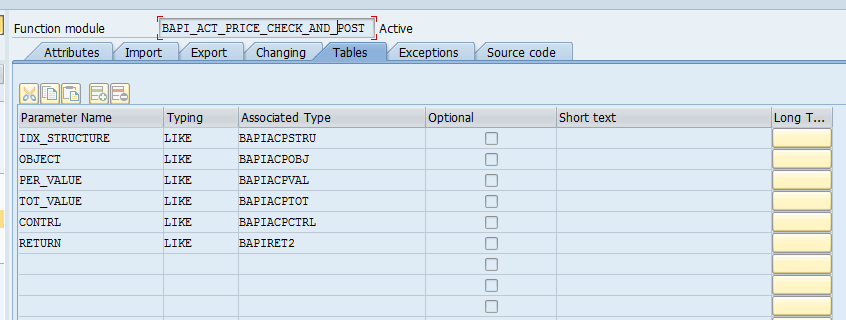 Function module BAPI_ACT_PRICE_CHECK_AND_POST Active
Attributes Import Export Changing Tables Exceptions Source code
Parameter Name Typing Associated Type Optional Short text Long T...
IDX_STRUCTURE LIKE BAPIACPSTRU
OBJECT LIKE BAPIACPOBJ
PER_VALUE LIKE BAPIACPVAL
TOT_VALUE LIKE BAPIACPTOT
CONTRL LIKE BAPIACPCTRL
RETURN LIKE BAPIRET2